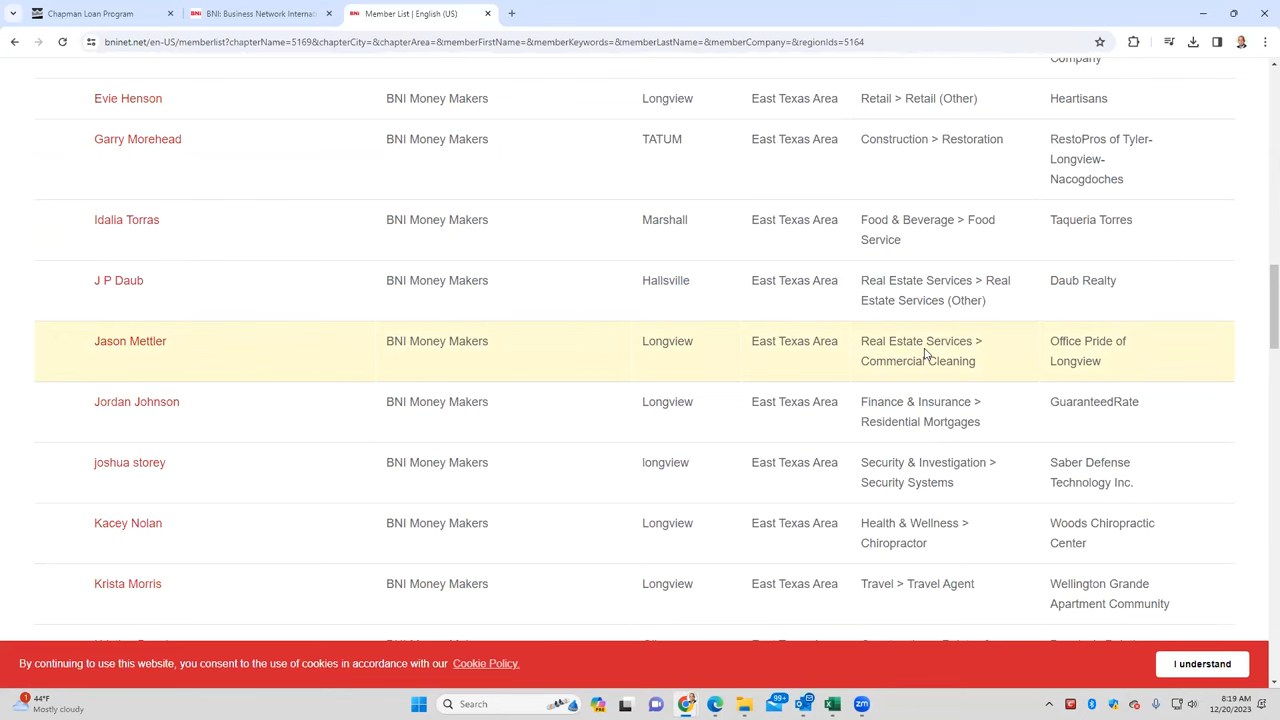 Chapman Loan Program
BNI: Business Network Internat
Member List | English (US)
bninet.org/en-US/memberlist?chapterName=5169&chapterCity=&chapterArea=&memberFirstName=&memberKeywords=&memberLastName=&memberCompany=&regionIds=5164
Company
Evie Henson BNI Money Makers Longview East Texas Area Retail > Retail (Other) Heartisans
Garry Morehead BNI Money Makers TATUM East Texas Area Construction > Restoration RestoPros of Tyler-
Longview-
Nacogdoches
Idalia Torras BNI Money Makers Marshall East Texas Area Food & Beverage > Food Taqueria Torres
Service
J P Daub BNI Money Makers Hallsville East Texas Area Real Estate Services > Real Daub Realty
Estate Services (Other)
Jason Mettler BNI Money Makers Longview East Texas Area Real Estate Services > Office Pride of
Commercial Cleaning Longview
Jordan Johnson BNI Money Makers Longview East Texas Area Finance & Insurance > GuaranteedRate
Residential Mortgages
joshua storey BNI Money Makers longview East Texas Area Security & Investigation > Saber Defense
Security Systems Technology Inc.
Kacey Nolan BNI Money Makers Longview East Texas Area Health & Wellness > Woods Chiropractic
Chiropractor Center
Krista Morris BNI Money Makers Longview East Texas Area Travel > Travel Agent Wellington Grande
Apartment Community
By continuing to use this website, you consent to the use of cookies in accordance with our Cookie Policy.
I understand
1
44°F
Mostly cloudy
Search
99+
8:19 AM
12/20/2023